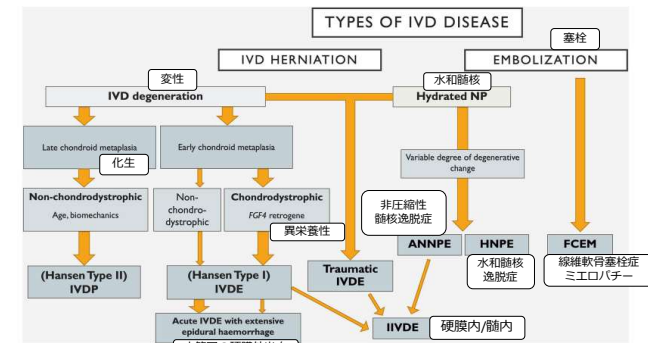 TYPES OF IVD DISEASE
塞栓
IVD HERNIATION
EMBOLIZATION
変性
水和髄核
IVD degeneration
Hydrated NP
Late chondroid metaplasia
Early chondroid metaplasia
化生
Variable degree of degenerative
change
Non-chondrodystrophic
Age, biomechanics
Non-
chondro-
dystrophic
Chondrodystrophic
FGF4 retrogene
異栄養性
非圧縮性
髄核逸脱症
ANNPE
HNPE
FCEM
水和髄核
逸脱症
線維軟骨塞栓症
ミエロパチー
(Hansen Type II)
IVDP
(Hansen Type I)
IVDE
Traumatic
IVDE
Acute IVDE with extensive
epidural haemorrhage
IIVDE
硬膜内/髄内